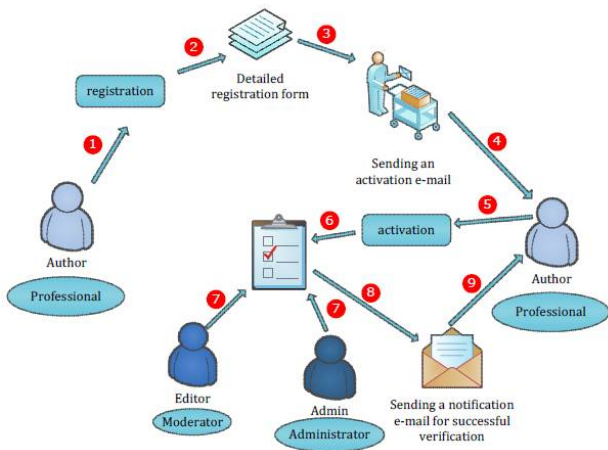 2
3
Detailed
registration form
registration
1
4
Sending an
activation e-mail
5
6
activation
Author
Professional
Author
Professional
7
7
8
9
Editor
Moderator
Admin
Administrator
Sending a notification
e-mail for successful
verification